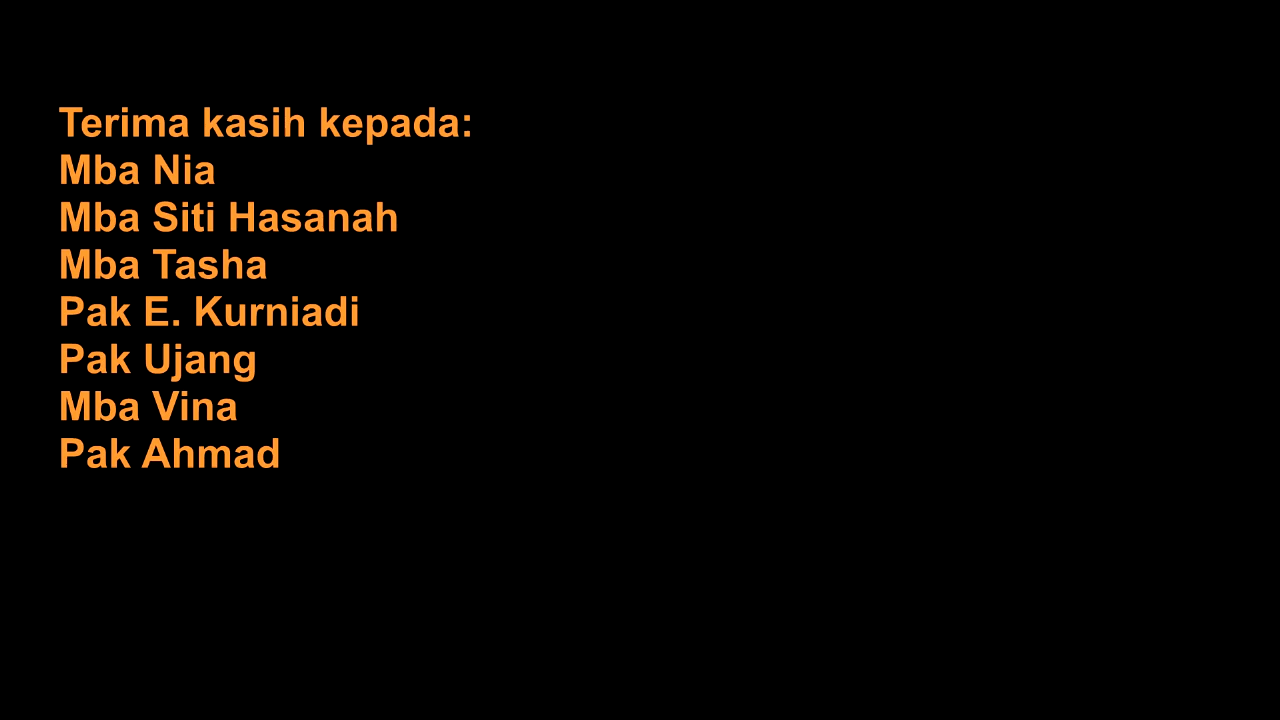 Terima kasih kepada:
Mba Nia
Mba Siti Hasanah
Mba Tasha
Pak E. Kurniadi
Pak Ujang
Mba Vina
Pak Ahmad